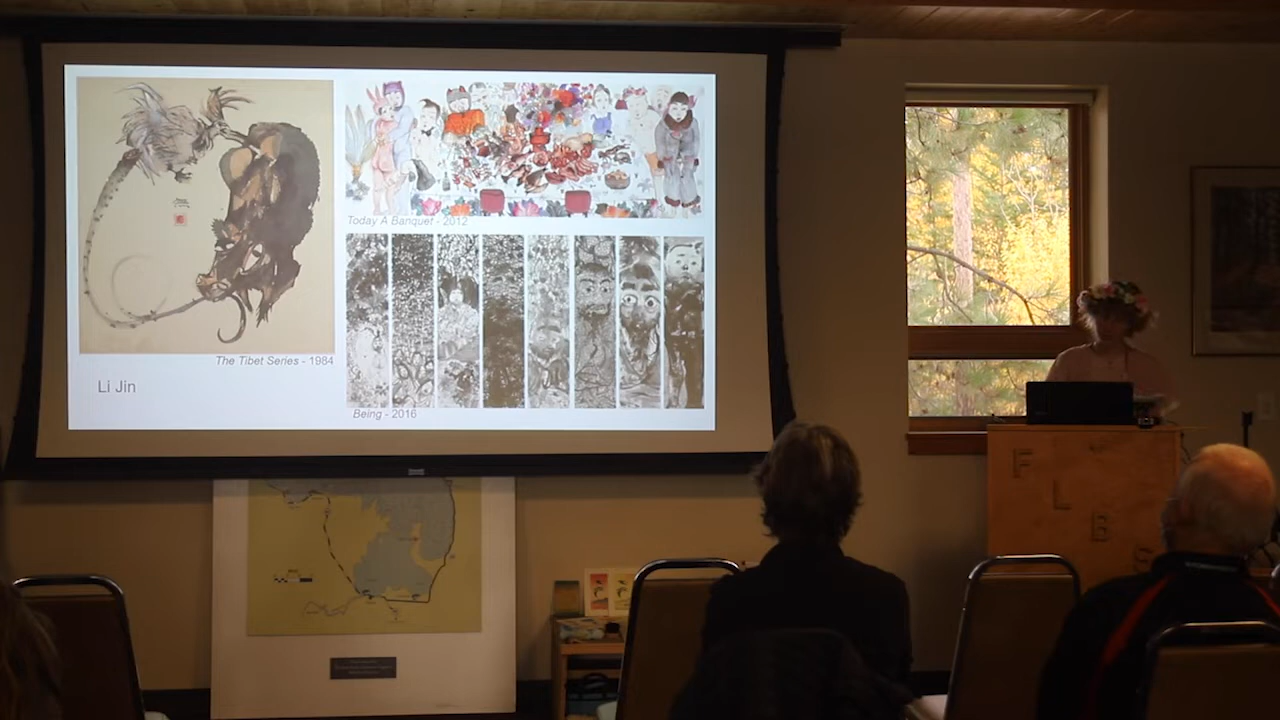 Today A Banquet - 2012
The Tibet Series - 1984
Li Jin
Being - 2016
F
L
B
S